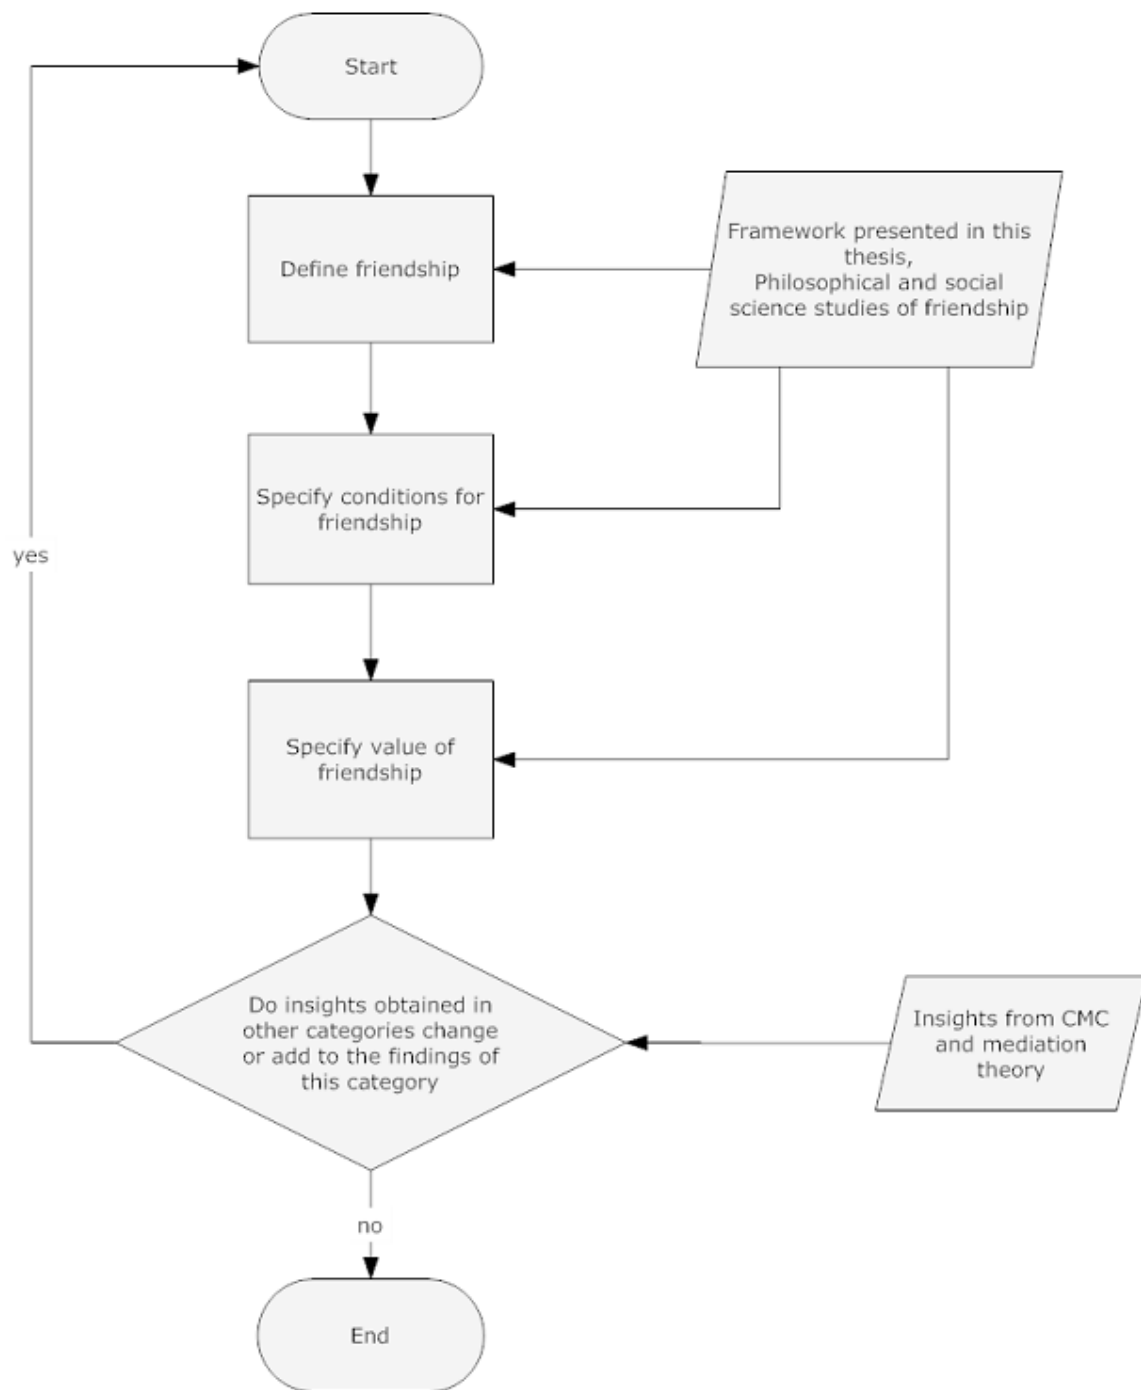 Start
Define friendship
Framework presented in this
thesis,
Philophical and social
science studies of friendship
Specify conditions for
friendship
yes
Specify value of
friendship
Do insights obtained in
other categories change
or add to the findings of
this category
Insights from CMC
and mediation
theory
no
End